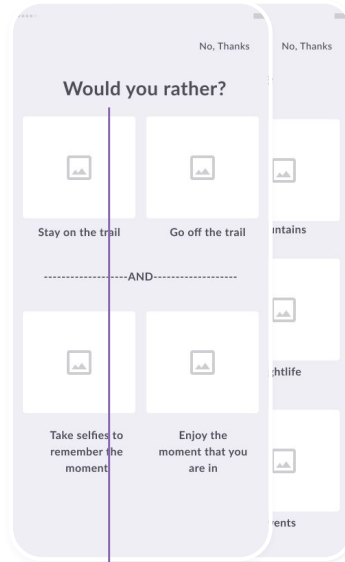 No, Thanks
Would you rather?
Stay on the trail
Go off the trail
-------------------AND-------------------
Take selfies to
remember the
moment
Enjoy the
moment that you
are in
No, Thanks
untains
ghtlife
vents